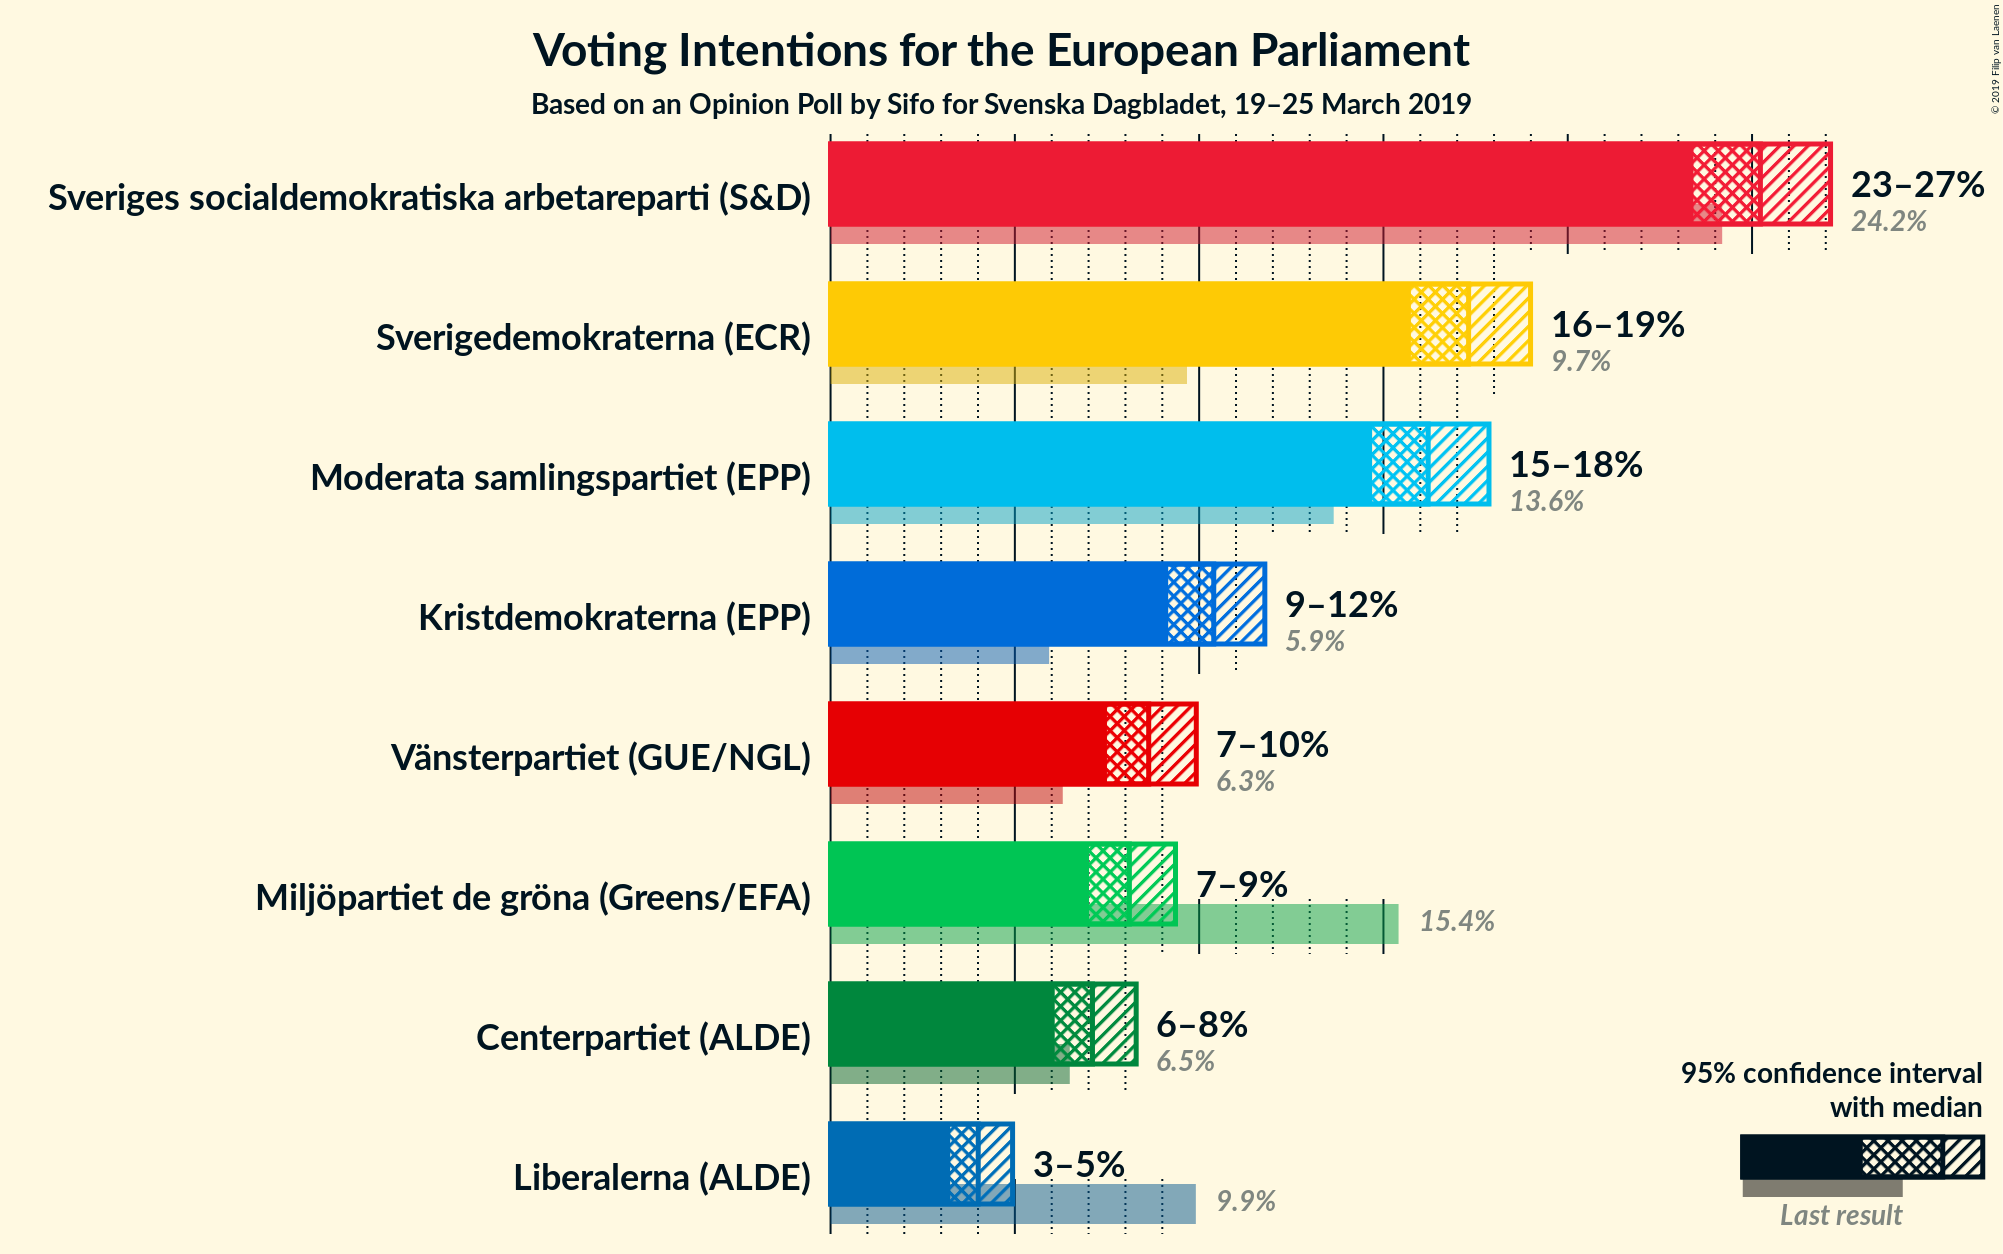 Voting Intentions for the European Parliament
Based on an Opinion Poll by Sifo for Svenska Dagbladet, 19–25 March 2019
© 2019 Filip van Laenen
Sveriges socialdemokratiska arbetareparti (S&D)
23–27%
24.2%
Sverigedemokraterna (ECR)
16–19%
9.7%
Moderata samlingspartiet (EPP)
15–18%
13.6%
Kristdemokraterna (EPP)
9–12%
5.9%
Vänsterpartiet (GUE/NGL)
7–10%
6.3%
Miljöpartiet de gröna (Greens/EFA)
7–9%
15.4%
Centerpartiet (ALDE)
6–8%
6.5%
Liberalerna (ALDE)
3–5%
9.9%
95% confidence interval
with median
Last result